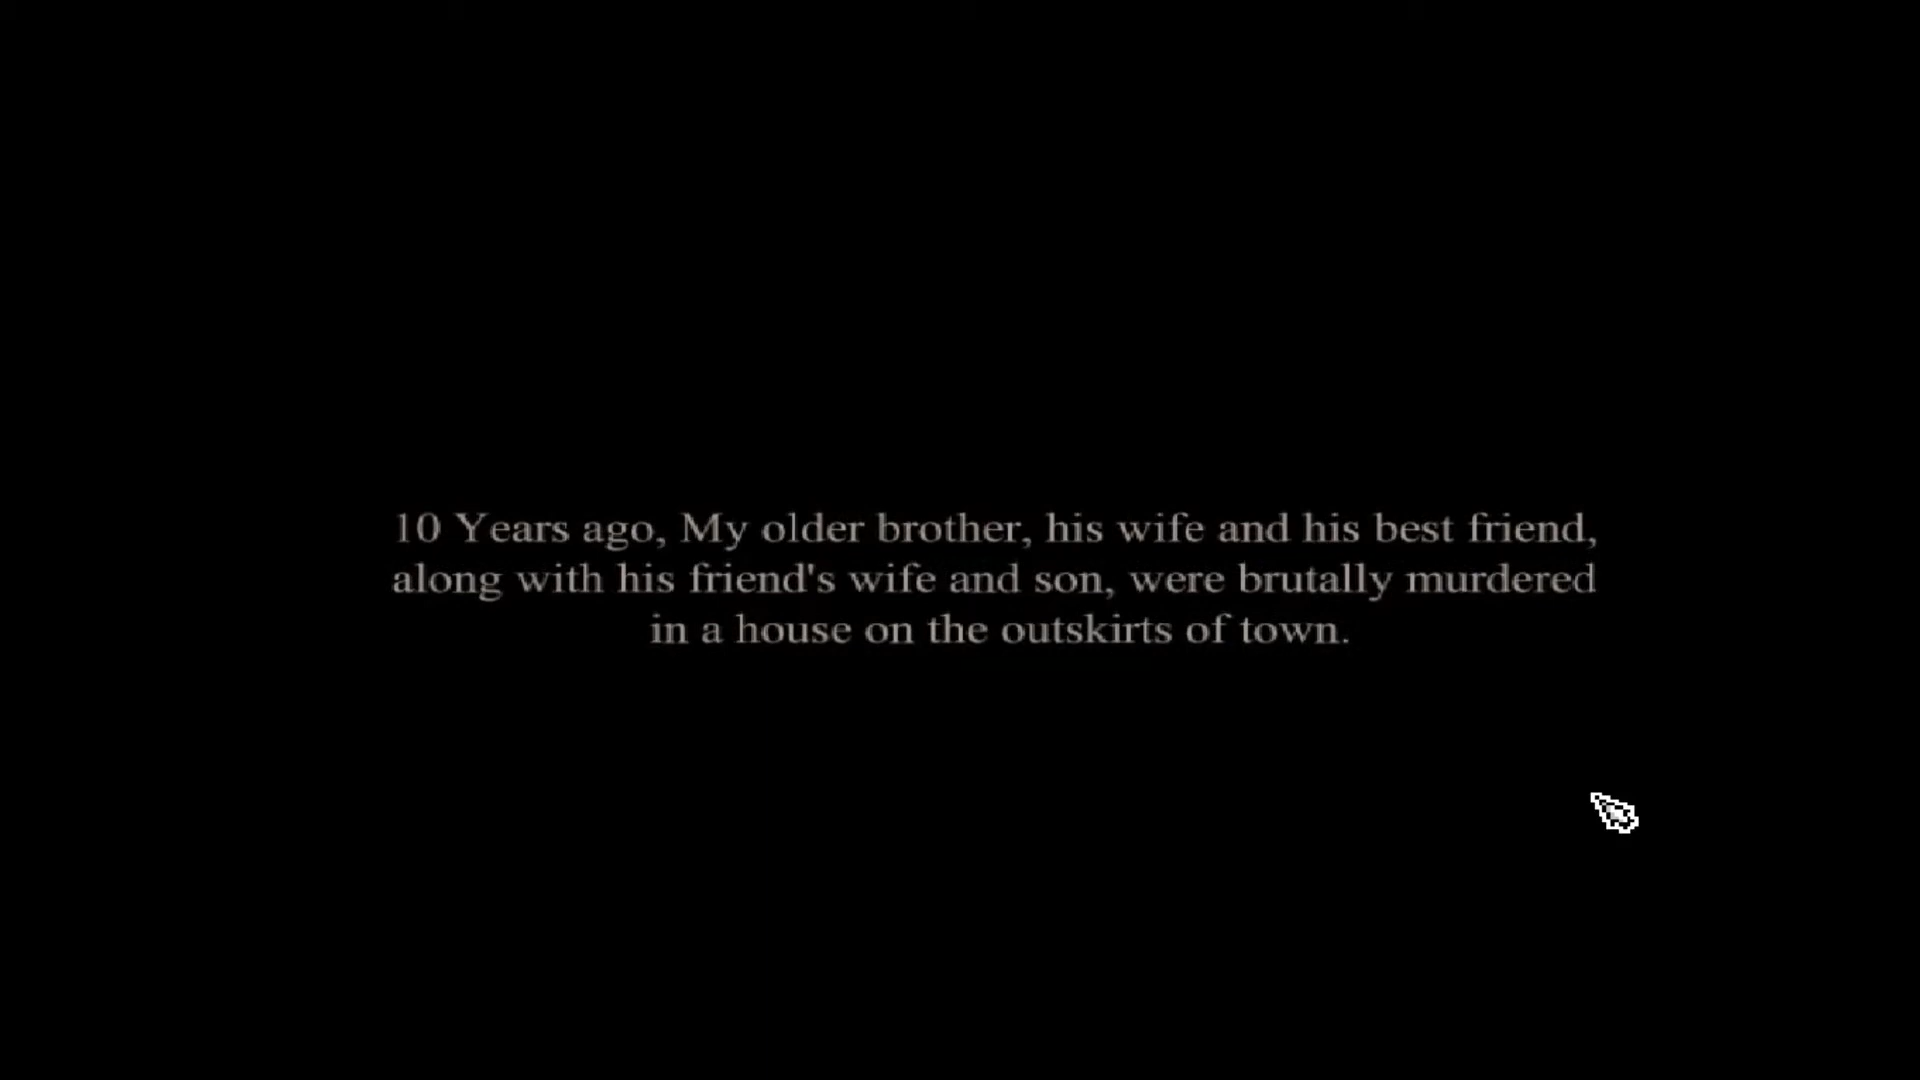 10 Years ago, My older brother, his wife and his best friend,
along with his friend's wife and son, were brutally murdered
in a house on the outskirts of town.